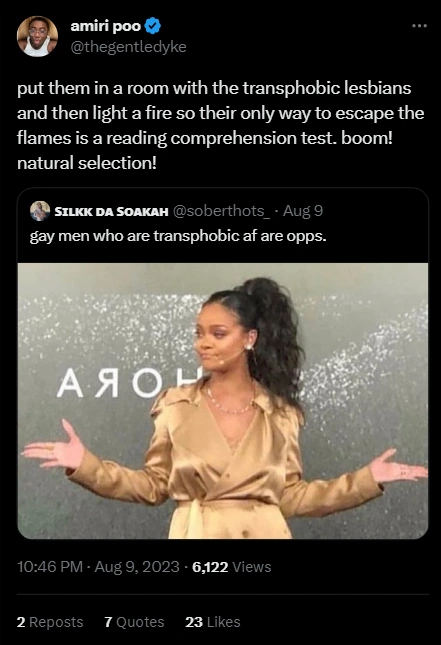 amiri poo
@thegentledyke
put them in a room with the transphobic lesbians
and then light a fire so their only way to escape the
flames is a reading comprehension test. boom!
natural selection!
SILKK DA SOAKAH @soberthots_ · Aug 9
gay men who are transphobic af are opps.
AЯOH
10:46 PM · Aug 9, 2023 · 6,122 Views
2 Reposts 7 Quotes 23 Likes